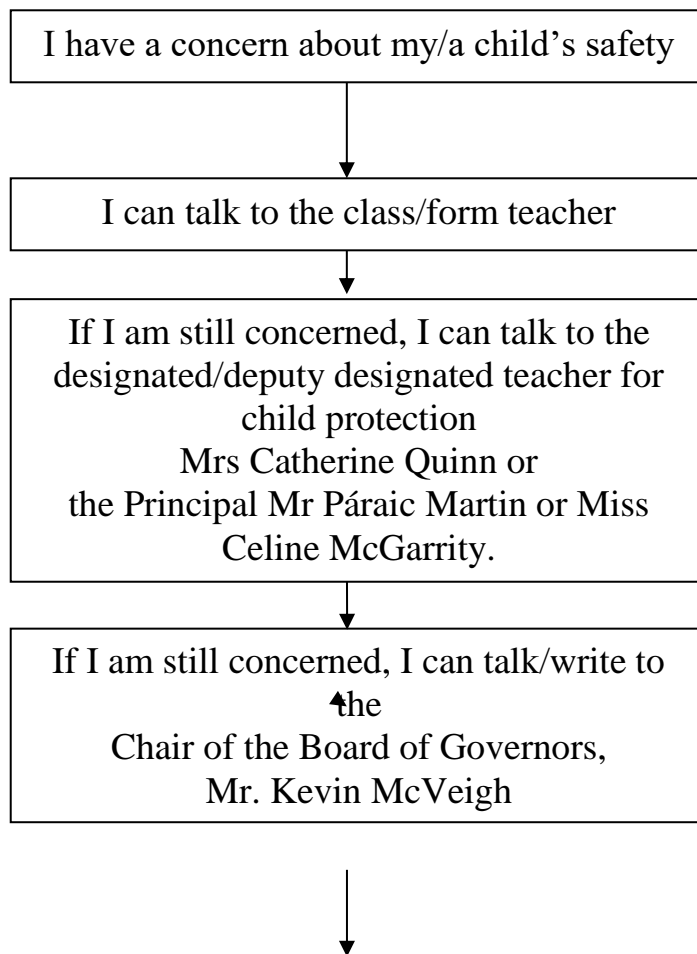 I have a concern about my/a child’s safety
I can talk to the class/form teacher
If I am still concerned, I can talk to the
designated/deputy designated teacher for
child protection
Mrs Catherine Quinn or
the Principal Mr Páraic Martin or Miss
Celine McGarrity.
If I am still concerned, I can talk/write to
the
Chair of the Board of Governors,
Mr. Kevin McVeigh